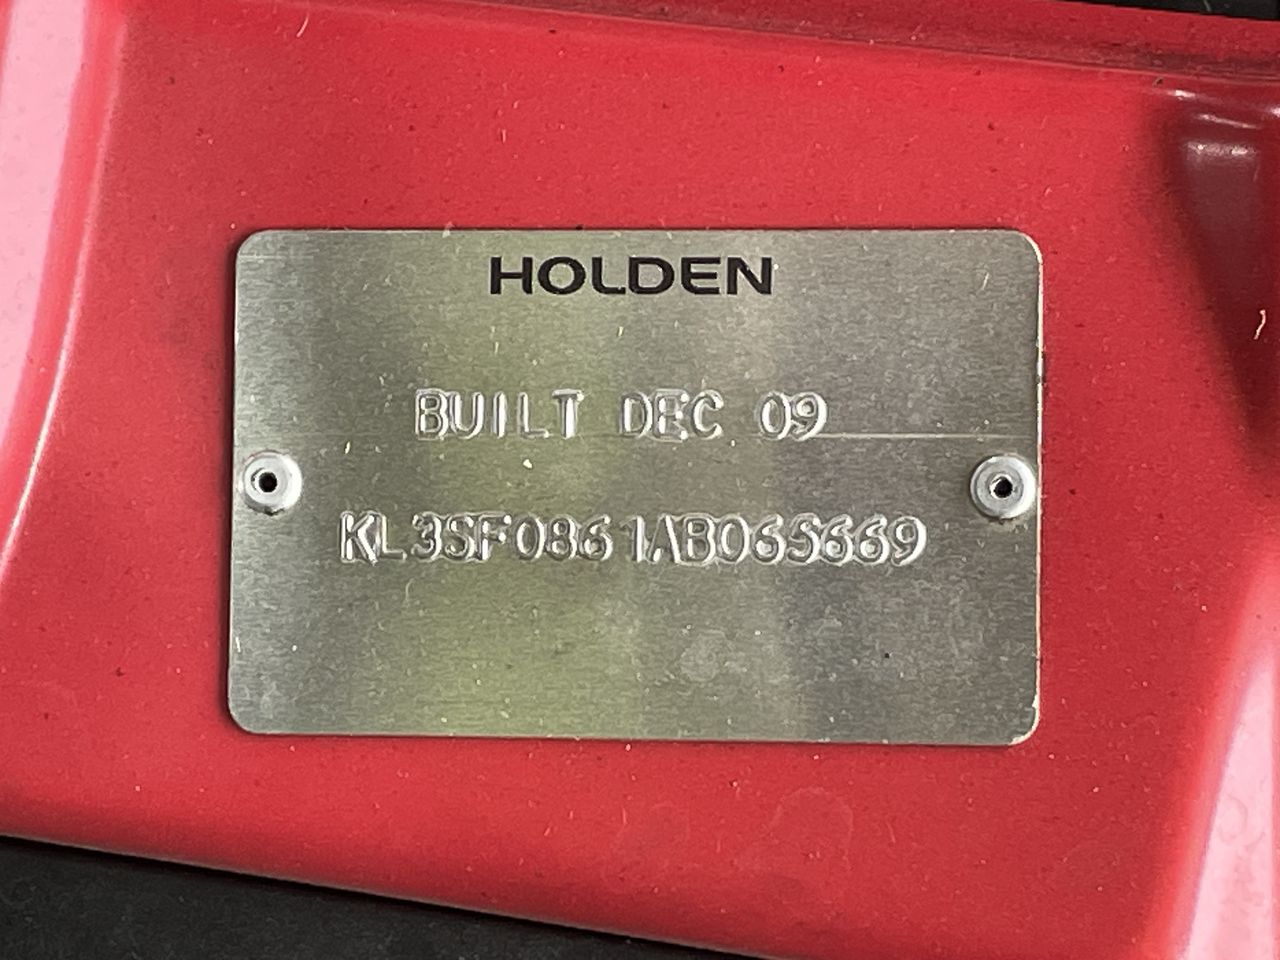 HOLDEN
BUILT DEC 09
KL3SF0861AB065669